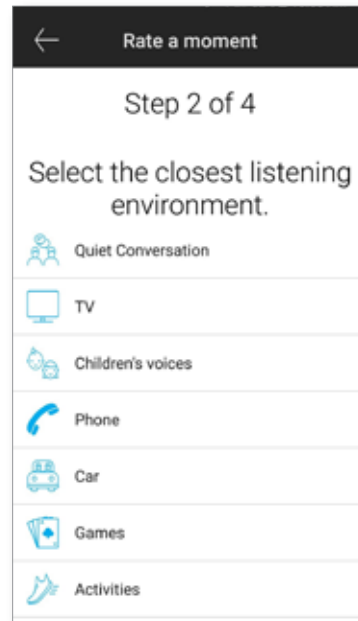 Rate a moment
Step 2 of 4
Select the closest listening
environment.
Quiet Conversation
TV
Children's voices
Phone
Car
Games
Activities